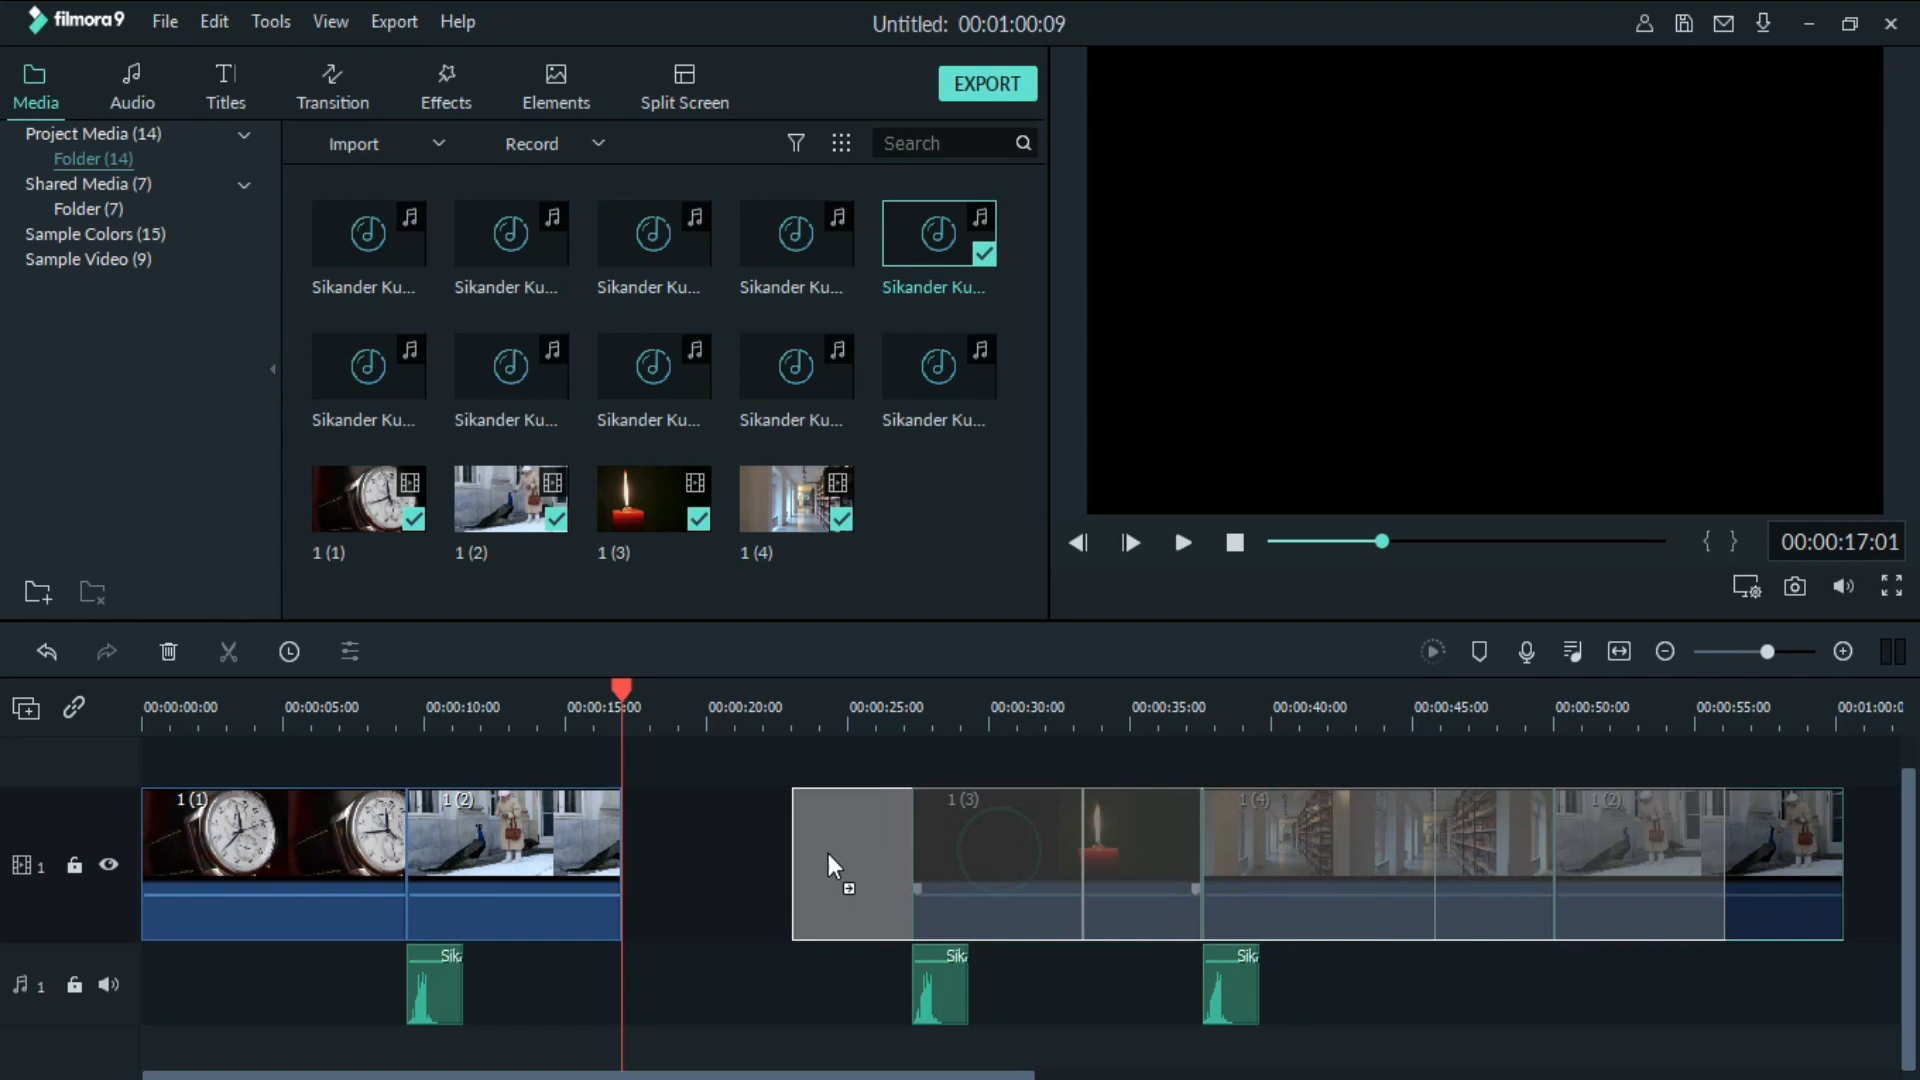 filmora9 File Edit Tools View Export Help Untitled: 00:01:00:09
Media Audio Titles Transition Effects Elements Split Screen EXPORT
Project Media (14)
Folder (14)
Shared Media (7)
Folder (7)
Sample Colors (15)
Sample Video (9)
Import Record Search
Sikander Ku... Sikander Ku... Sikander Ku... Sikander Ku... Sikander Ku...
Sikander Ku... Sikander Ku... Sikander Ku... Sikander Ku... Sikander Ku...
1 (1) 1 (2) 1 (3) 1 (4)
{ } 00:00:17:01
00:00:00:00 00:00:05:00 00:00:10:00 00:00:15:00 00:00:20:00 00:00:25:00 00:00:30:00 00:00:35:00 00:00:40:00 00:00:45:00 00:00:50:00 00:00:55:00 00:01:00:0
1 (1) 1 (2) 1 (3) 1 (4) 1 (2)
1
Sik Sik Sik
1